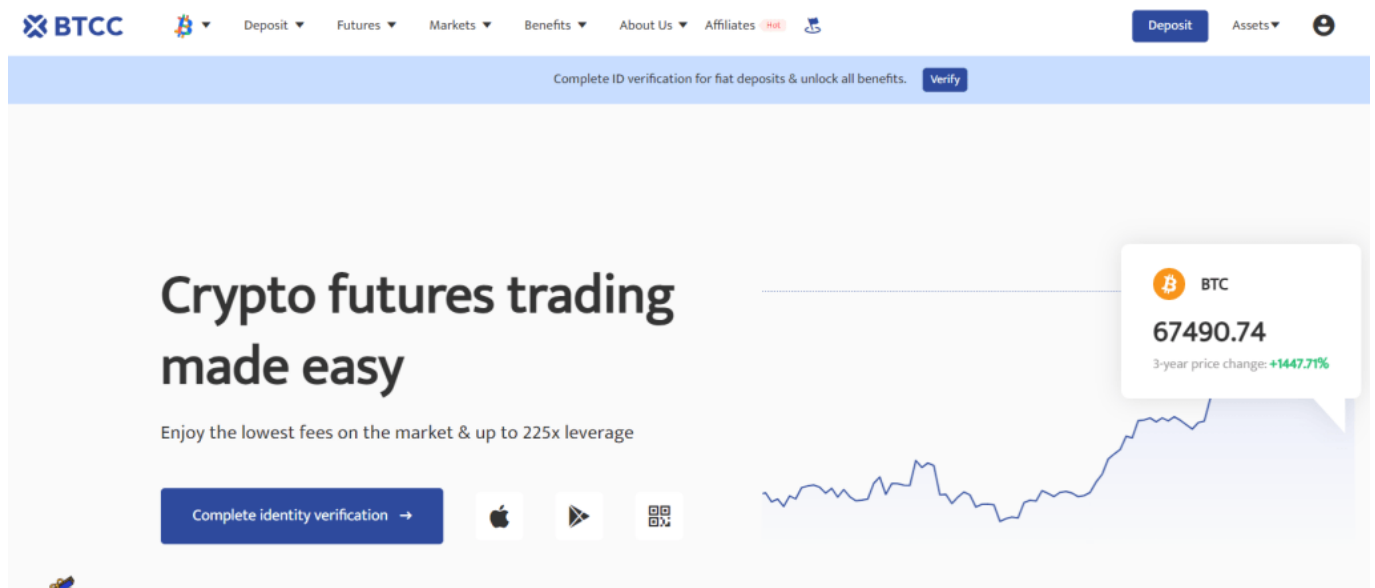 BTCC Deposit Futures Markets Benefits About Us Affiliates Hot Deposit Assets
Complete ID verification for fiat deposits & unlock all benefits. Verify
Crypto futures trading
made easy
Enjoy the lowest fees on the market & up to 225x leverage
Complete identity verification →
BTC
67490.74
3-year price change: +1447.71%